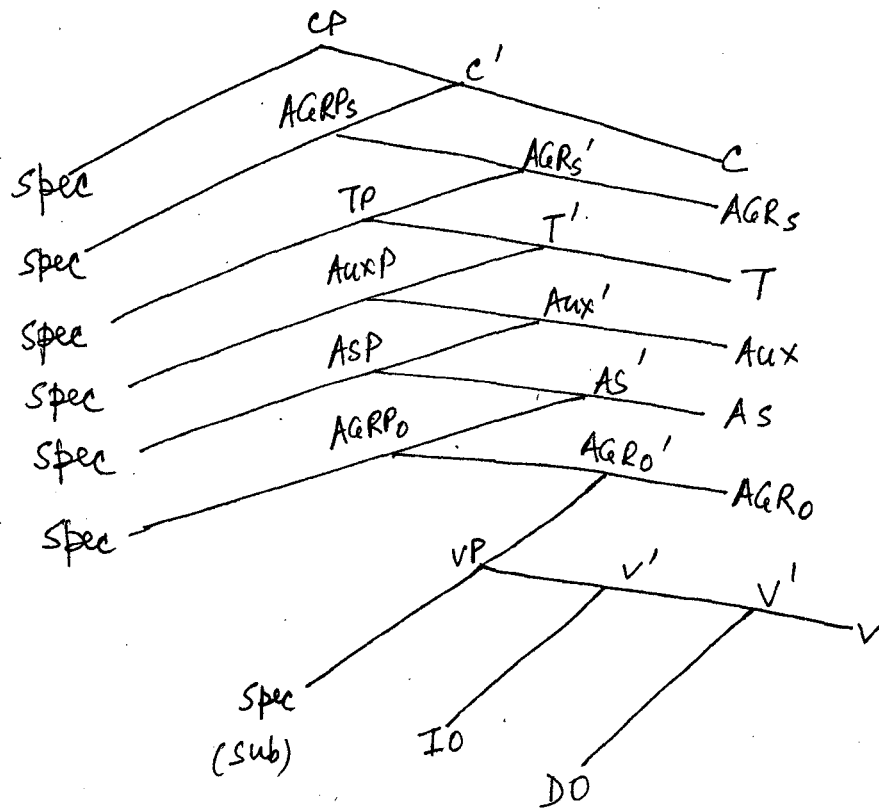 CP
C'
AGRPs
C
Spec
AGRs'
AGRs
TP
Spec
T'
T
AuxP
Spec
Aux'
Aux
ASP
Spec
AS'
AS
AGRPo
Spec
AGRo'
AGRo
Spec
VP
V'
V'
V
Spec
(Sub)
IO
DO